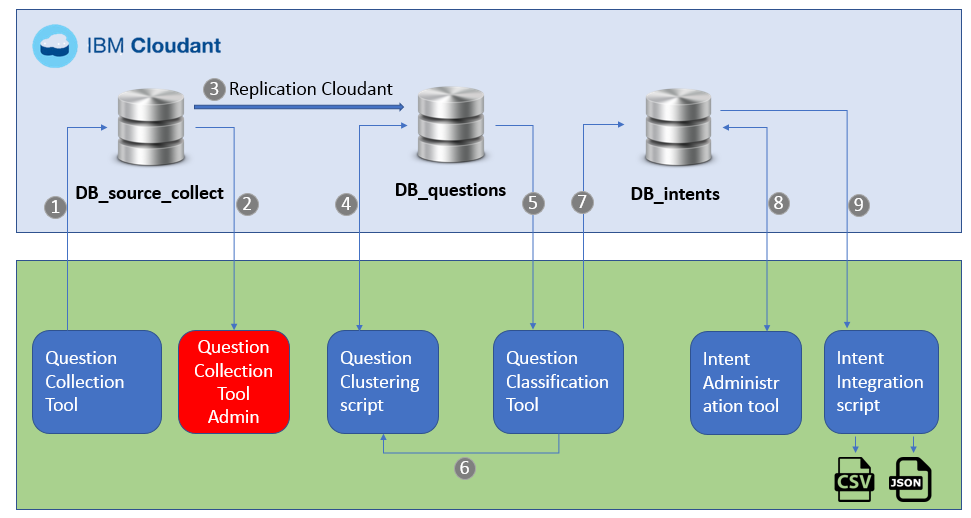 IBM Cloudant
3 Replication Cloudant
DB_source_collect
DB_questions
DB_intents
1
2
4
5
7
8
9
Question
Collection
Tool
Question
Collection
Tool
Admin
Question
Clustering
script
Question
Classification
Tool
Intent
Administr
ation tool
Intent
Integration
script
6
CSV
JSON